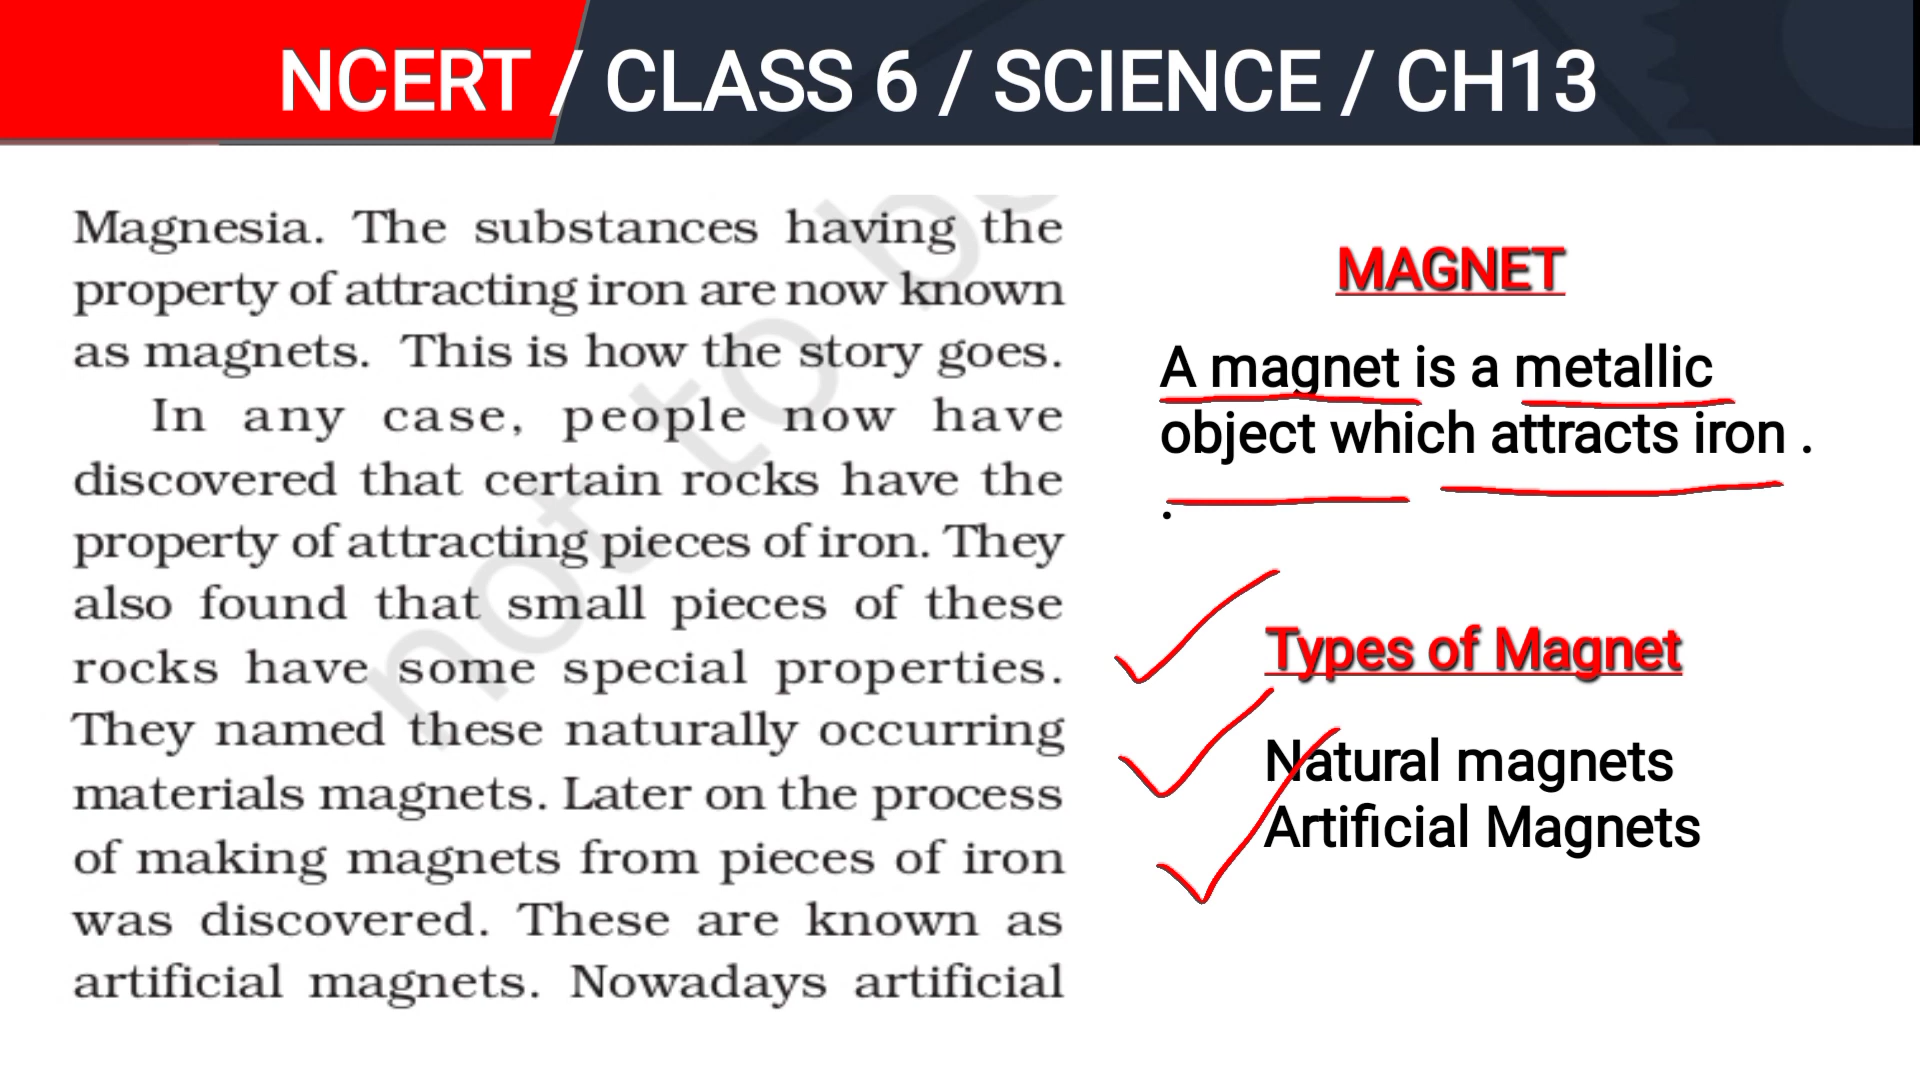 NCERT / CLASS 6 / SCIENCE / CH13
Magnesia. The substances having the
property of attracting iron are now known
as magnets. This is how the story goes.
In any case, people now have
discovered that certain rocks have the
property of attracting pieces of iron. They
also found that small pieces of these
rocks have some special properties.
They named these naturally occurring
materials magnets. Later on the process
of making magnets from pieces of iron
was discovered. These are known as
artificial magnets. Nowadays artificial
not to be
MAGNET
A magnet is a metallic
object which attracts iron .
.
Types of Magnet
Natural magnets
Artificial Magnets